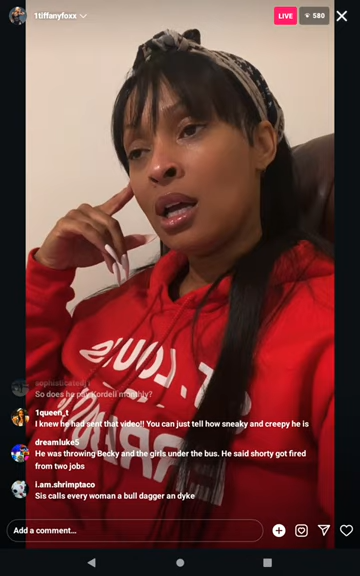 1tiffanyfoxx
LIVE
580
sophisticated
So does he pay Kordell monthly?
1queen_t
I knew he had sent that video!! You can just tell how sneaky and creepy he is
dreamluke5
He was throwing Becky and the girls under the bus. He said shorty got fired
from two jobs
i.am.shrimptaco
Sis calls every woman a bull dagger an dyke
ST. LOUIS
Add a comment...